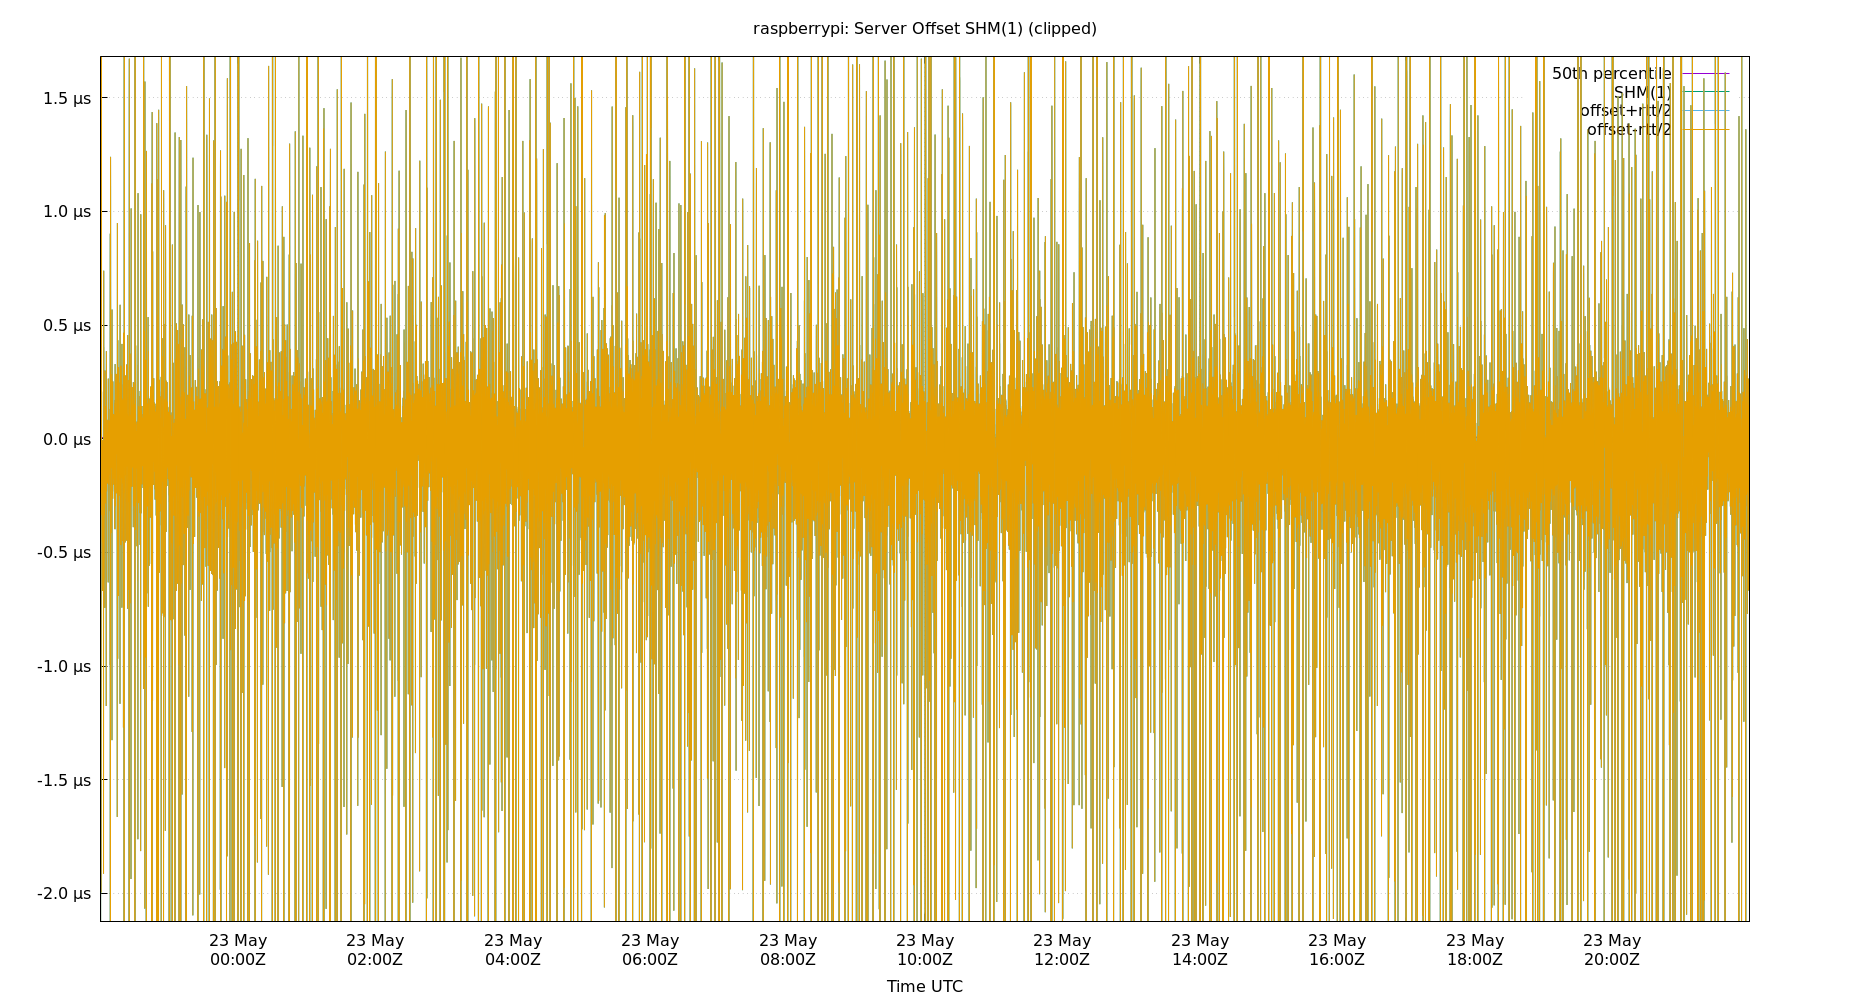 raspberrypi: Server Offset SHM(1) (clipped)
50th percentile
SHM(1)
offset+rtt/2
offset-rtt/2
1.5 µs
1.0 µs
0.5 µs
0.0 µs
-0.5 µs
-1.0 µs
-1.5 µs
-2.0 µs
23 May 23 May 23 May 23 May 23 May 23 May 23 May 23 May 23 May 23 May 23 May
00:00Z 02:00Z 04:00Z 06:00Z 08:00Z 10:00Z 12:00Z 14:00Z 16:00Z 18:00Z 20:00Z
Time UTC